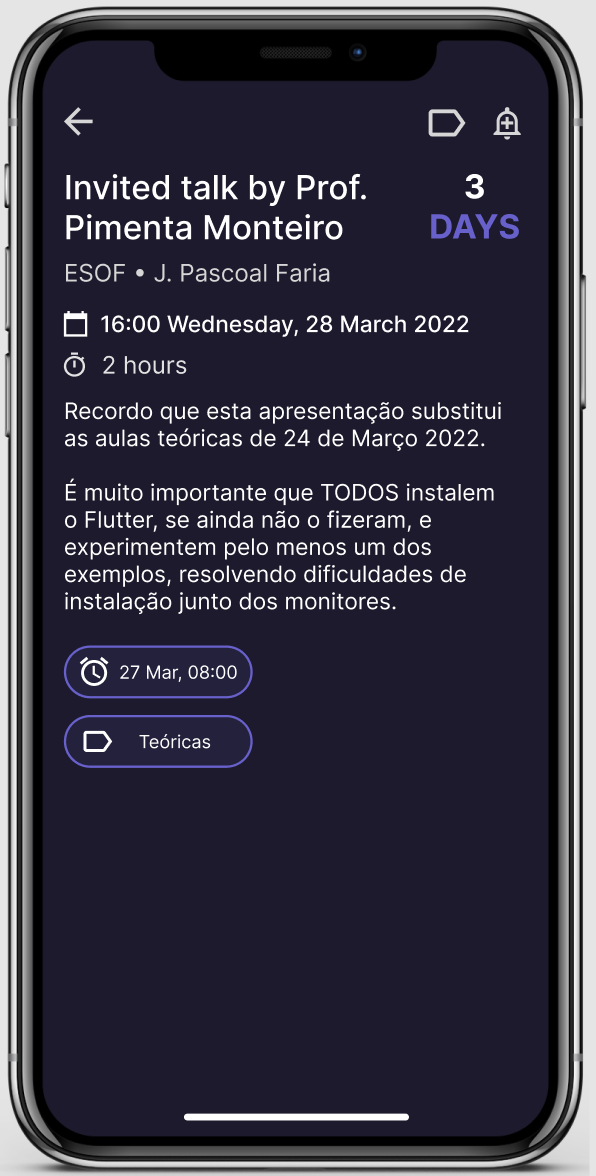 Invited talk by Prof.
Pimenta Monteiro
3
DAYS
ESOF • J. Pascoal Faria
16:00 Wednesday, 28 March 2022
2 hours
Recordo que esta apresentação substitui
as aulas teóricas de 24 de Março 2022.
É muito importante que TODOS instalem
o Flutter, se ainda não o fizeram, e
experimentem pelo menos um dos
exemplos, resolvendo dificuldades de
instalação junto dos monitores.
27 Mar, 08:00
Teóricas